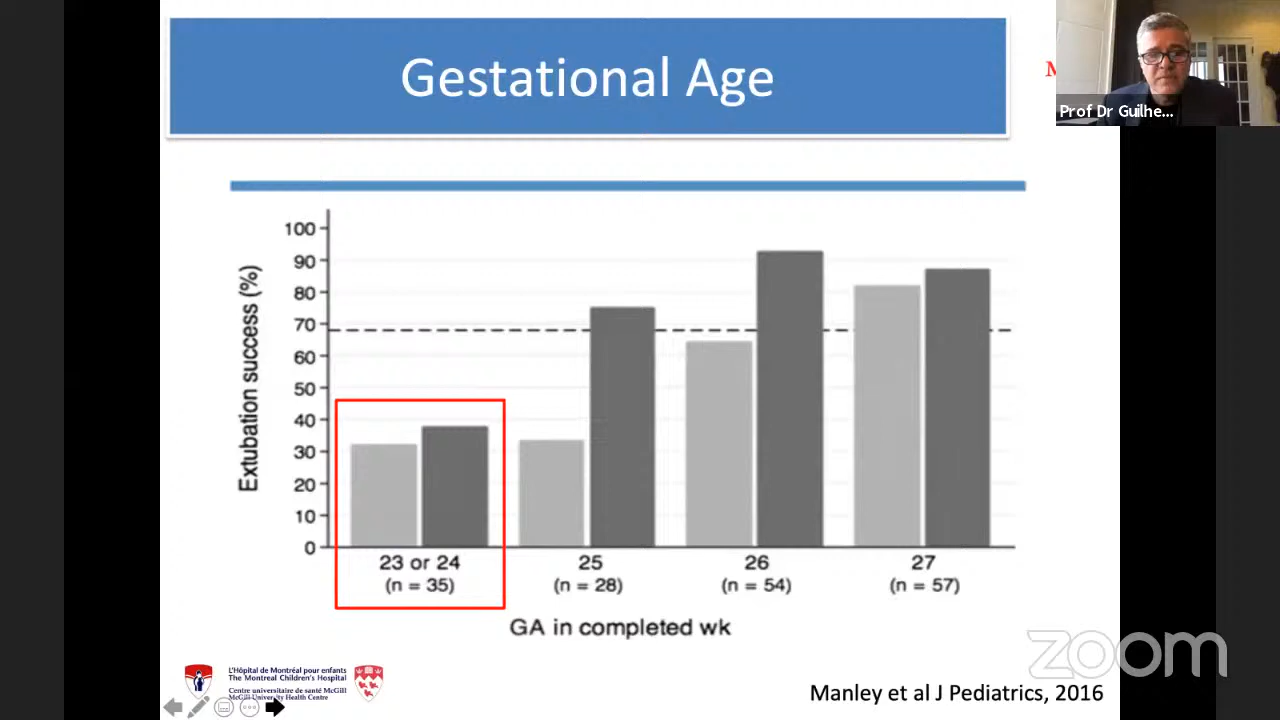 Gestational Age
M
Prof Dr Guilhe...
Extubation success (%)
100
90
80
70
60
50
40
30
20
10
0
23 or 24
(n = 35)
25
(n = 28)
26
(n = 54)
27
(n = 57)
GA in completed wk
L'Hôpital de Montréal pour enfants
The Montreal Children's Hospital
Centre universitaire de santé McGill
McGill University Health Centre
Manley et al J Pediatrics, 2016
zoom